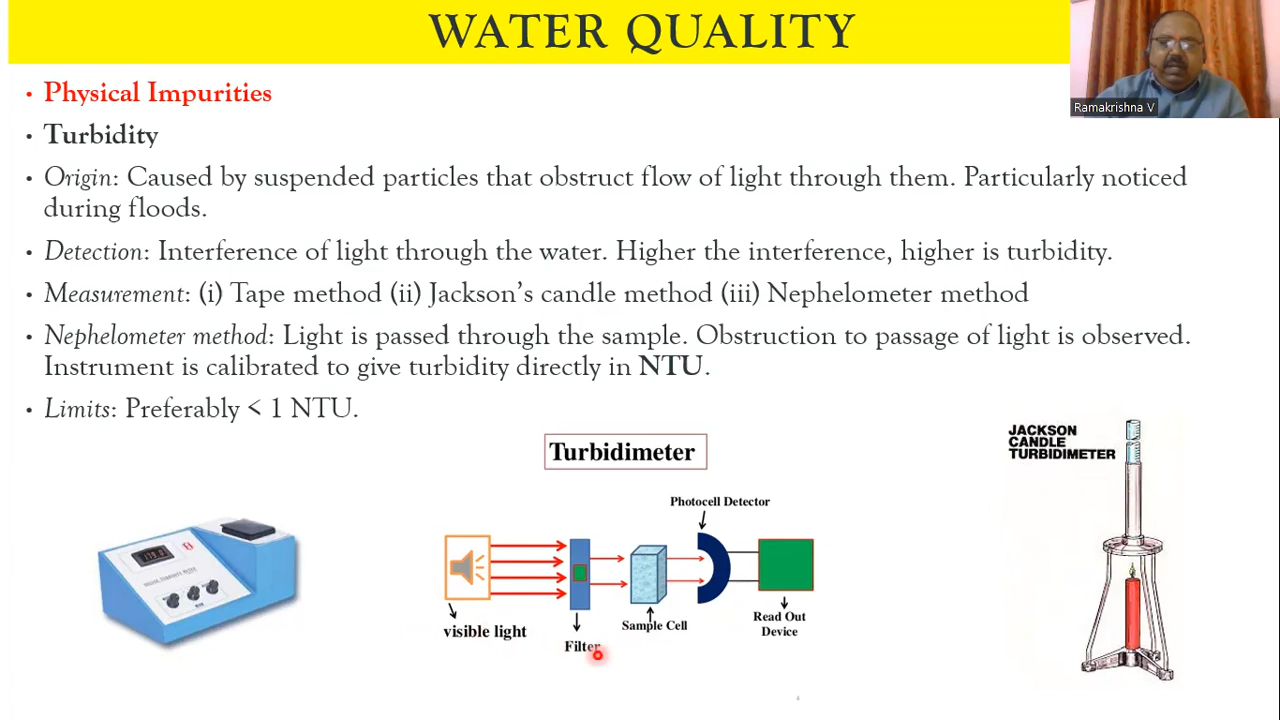 WATER QUALITY
Ramakrishna V
• Physical Impurities
• Turbidity
• Origin: Caused by suspended particles that obstruct flow of light through them. Particularly noticed
during floods.
• Detection: Interference of light through the water. Higher the interference, higher is turbidity.
• Measurement: (i) Tape method (ii) Jackson's candle method (iii) Nephelometer method
• Nephelometer method: Light is passed through the sample. Obstruction to passage of light is observed.
Instrument is calibrated to give turbidity directly in NTU.
• Limits: Preferably < 1 NTU.
Turbidimeter
Photocell Detector
visible light
Filter
Sample Cell
Read Out
Device
JACKSON
CANDLE
TURBIDIMETER